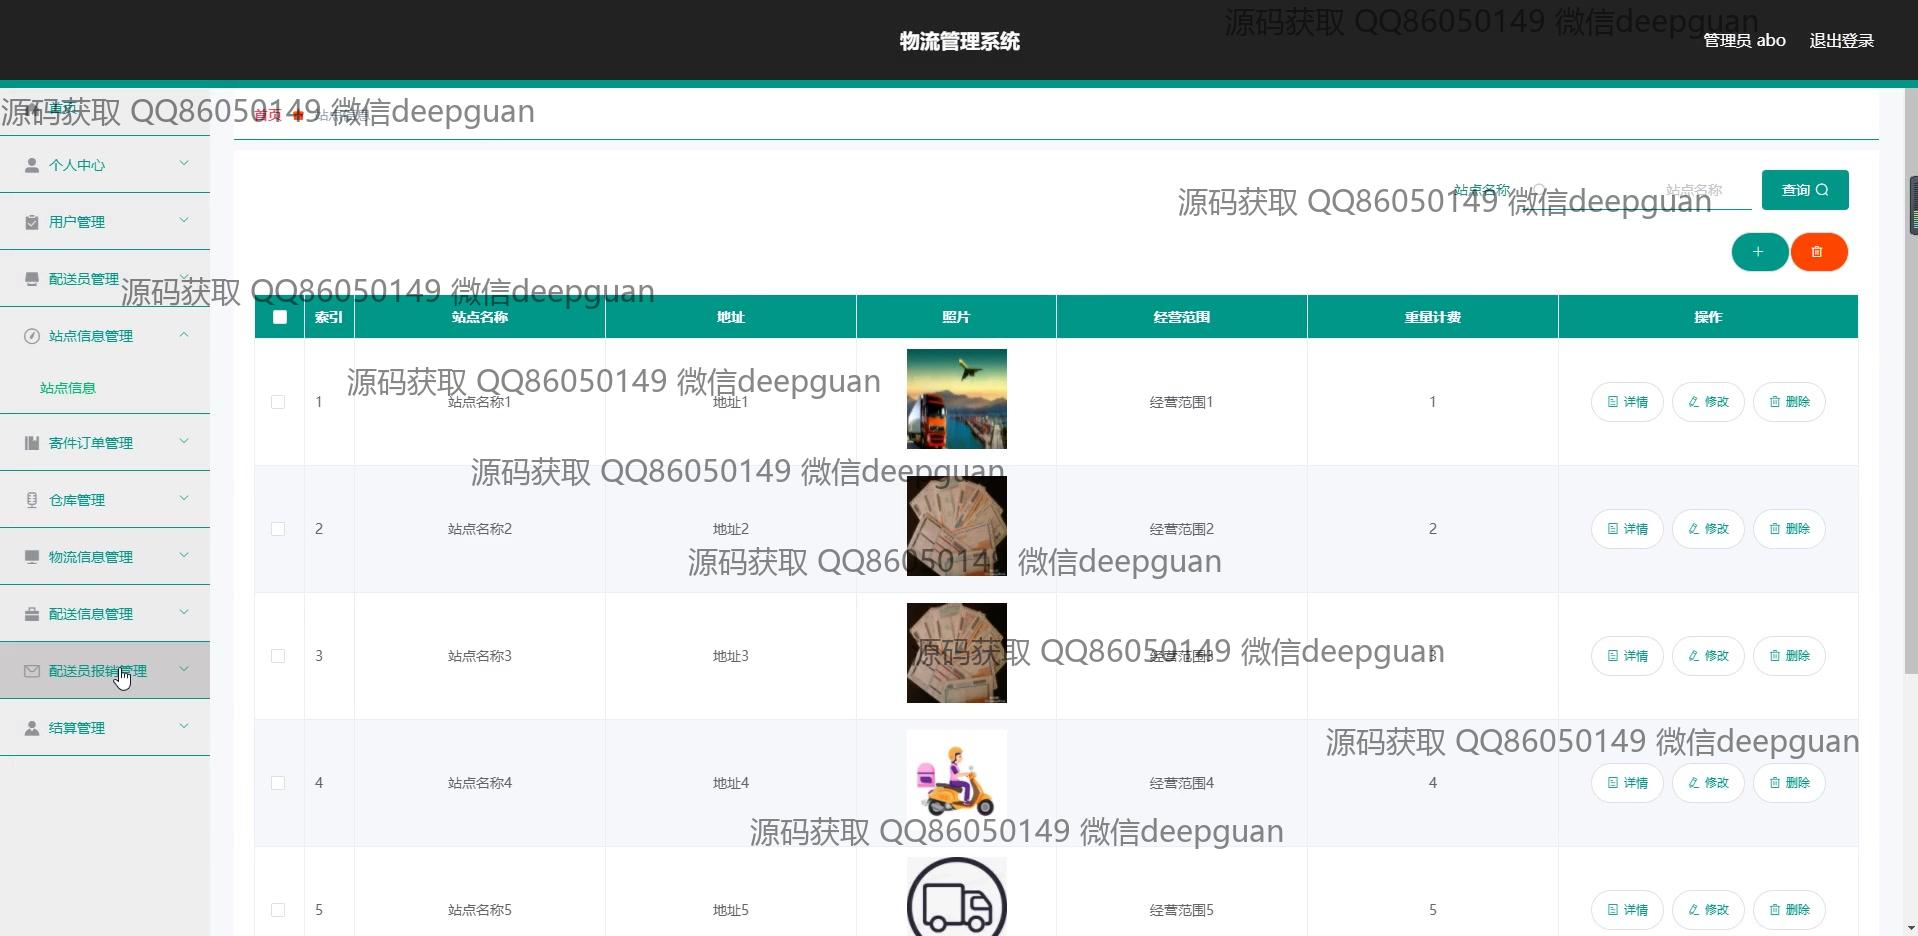 源码获取 QQ86050149 微信deepguan
物流管理系统
管理员 abo 退出登录
首页
源码获取 QQ86050149 微信deepguan
首页 站点信息
个人中心
源码获取 QQ86050149 微信deepguan
站点名称 站点名称 查询
用户管理
配送员管理
源码获取 QQ86050149 微信deepguan
索引 站点名称 地址 照片 经营范围 重量计费 操作
站点信息管理
站点信息
源码获取 QQ86050149 微信deepguan
1 站点名称1 地址1 经营范围1 1 详情 修改 删除
寄件订单管理
源码获取 QQ86050149 微信deepguan
仓库管理
2 站点名称2 地址2 经营范围2 2 详情 修改 删除
物流信息管理
源码获取 QQ86050149 微信deepguan
配送信息管理
源码获取 QQ86050149 微信deepguan
3 站点名称3 地址3 经营范围3 3 详情 修改 删除
配送员报销管理
结算管理
源码获取 QQ86050149 微信deepguan
4 站点名称4 地址4 经营范围4 4 详情 修改 删除
源码获取 QQ86050149 微信deepguan
5 站点名称5 地址5 经营范围5 5 详情 修改 删除